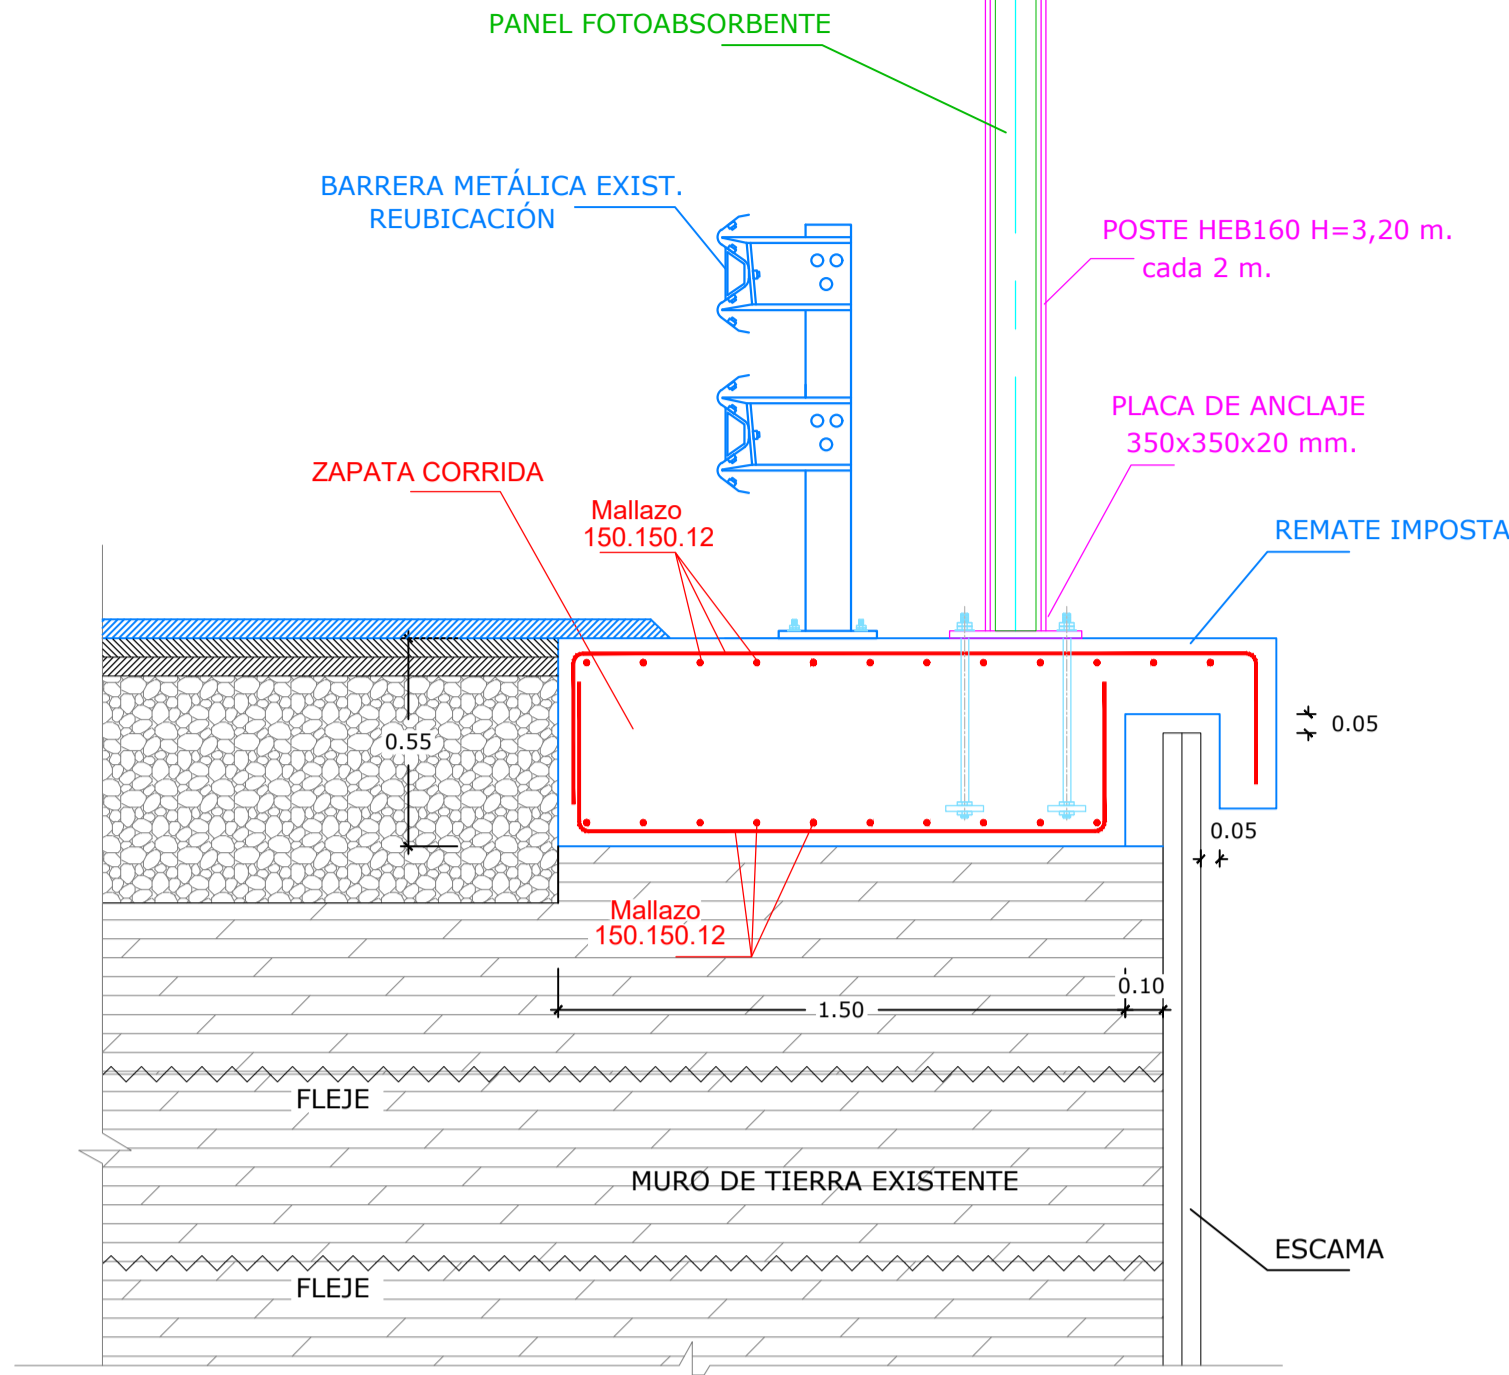 PANEL FOTOABSORBENTE
BARRERA METÁLICA EXIST.
REUBICACIÓN
POSTE HEB160 H=3,20 m.
cada 2 m.
PLACA DE ANCLAJE
350x350x20 mm.
ZAPATA CORRIDA
Mallazo
150.150.12
REMATE IMPOSTA
0.55
0.05
0.05
Mallazo
150.150.12
0.10
1.50
FLEJE
MURO DE TIERRA EXISTENTE
ESCAMA
FLEJE